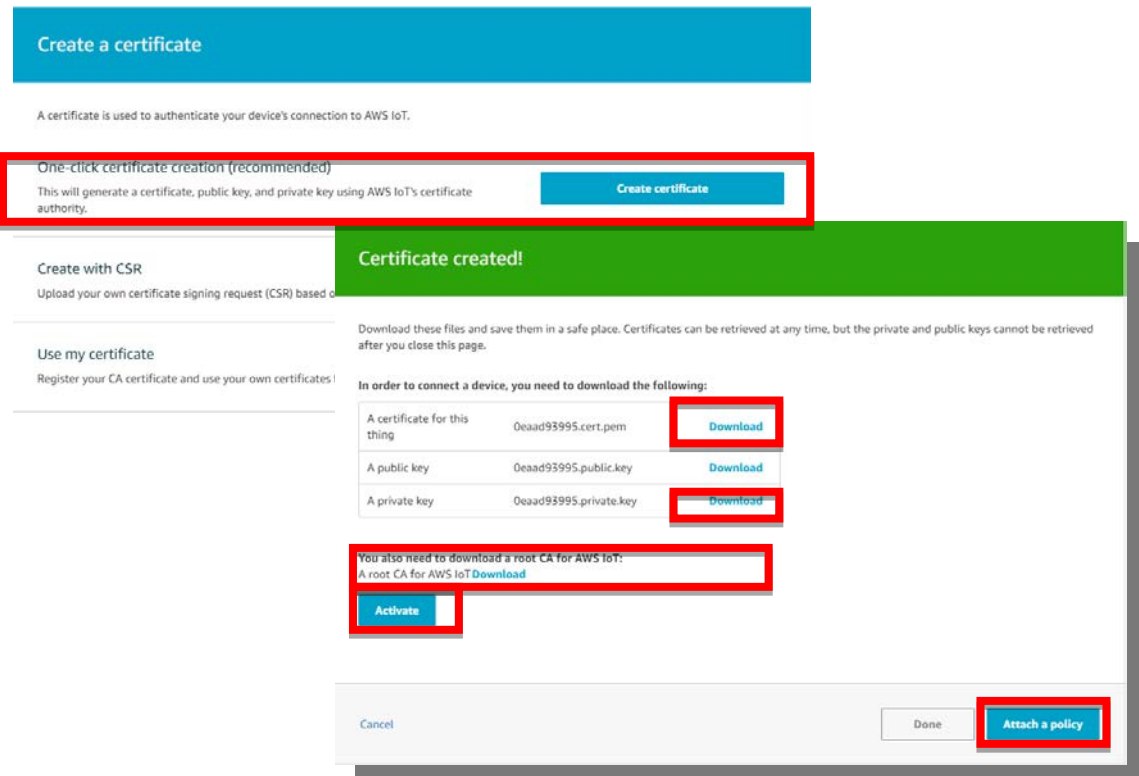 Create a certificate
A certificate is used to authenticate your device's connection to AWS IoT.
One-click certificate creation (recommended)
This will generate a certificate, public key, and private key using AWS IoT's certificate
authority.
Create certificate
Create with CSR
Upload your own certificate signing request (CSR) based
Use my certificate
Register your CA certificate and use your own certificates
Certificate created!
Download these files and save them in a safe place. Certificates can be retrieved at any time, but the private and public keys cannot be retrieved
after you close this page.
In order to connect a device, you need to download the following:
A certificate for this
thing
0eaad93995.cert.pem
Download
A public key
0eaad93995.public.key
Download
A private key
0eaad93995.private.key
Download
You also need to download a root CA for AWS IoT:
A root CA for AWS IoT Download
Activate
Cancel
Done
Attach a policy